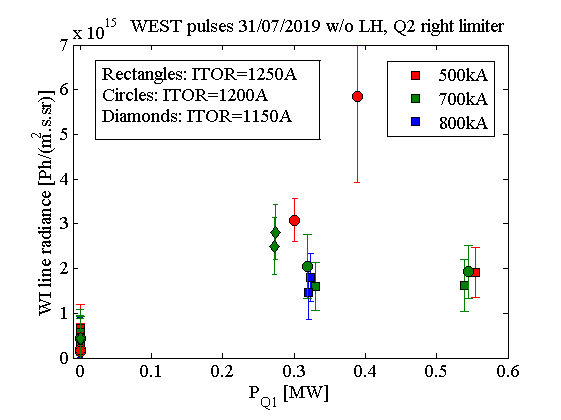 WEST pulses 31/07/2019 w/o LH, Q2 right limiter
x 10^15
7
6
5
4
3
2
1
0
WI line radiance [Ph/(m².s.sr)]
Rectangles: ITOR=1250A
Circles: ITOR=1200A
Diamonds: ITOR=1150A
500kA
700kA
800kA
0 0.1 0.2 0.3 0.4 0.5 0.6
P_Q1 [MW]